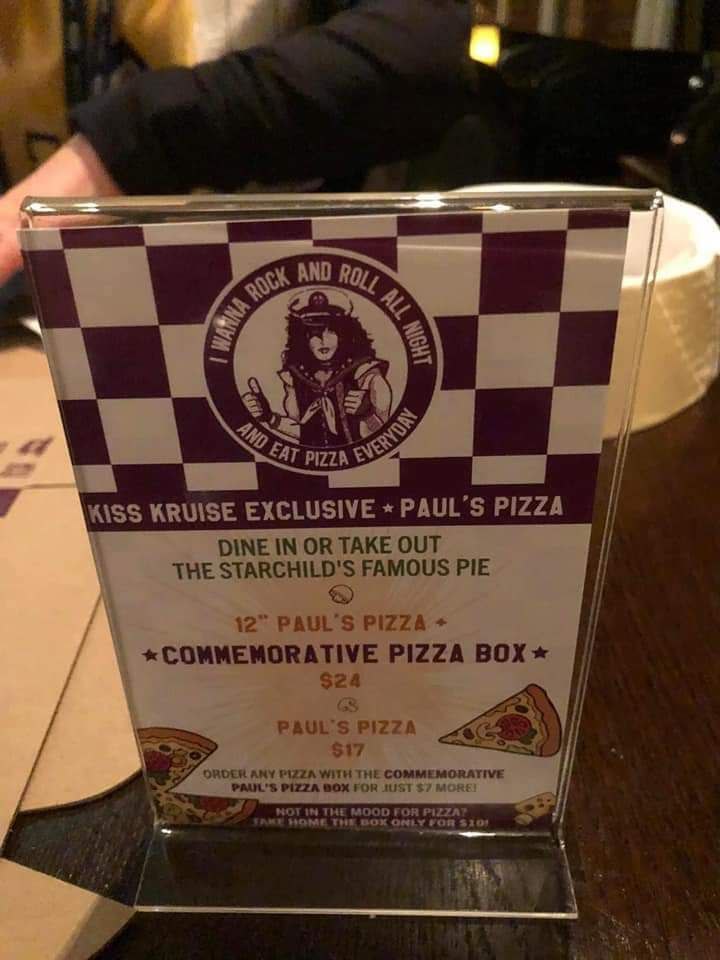 I WANNA ROCK AND ROLL ALL NIGHT
AND EAT PIZZA EVERYDAY
KISS KRUISE EXCLUSIVE ★ PAUL'S PIZZA
DINE IN OR TAKE OUT
THE STARCHILD'S FAMOUS PIE
12" PAUL'S PIZZA +
★COMMEMORATIVE PIZZA BOX★
$24
PAUL'S PIZZA
$17
ORDER ANY PIZZA WITH THE COMMEMORATIVE
PAUL'S PIZZA BOX FOR JUST $7 MORE!
NOT IN THE MOOD FOR PIZZA?
TAKE HOME THE BOX ONLY FOR $10!